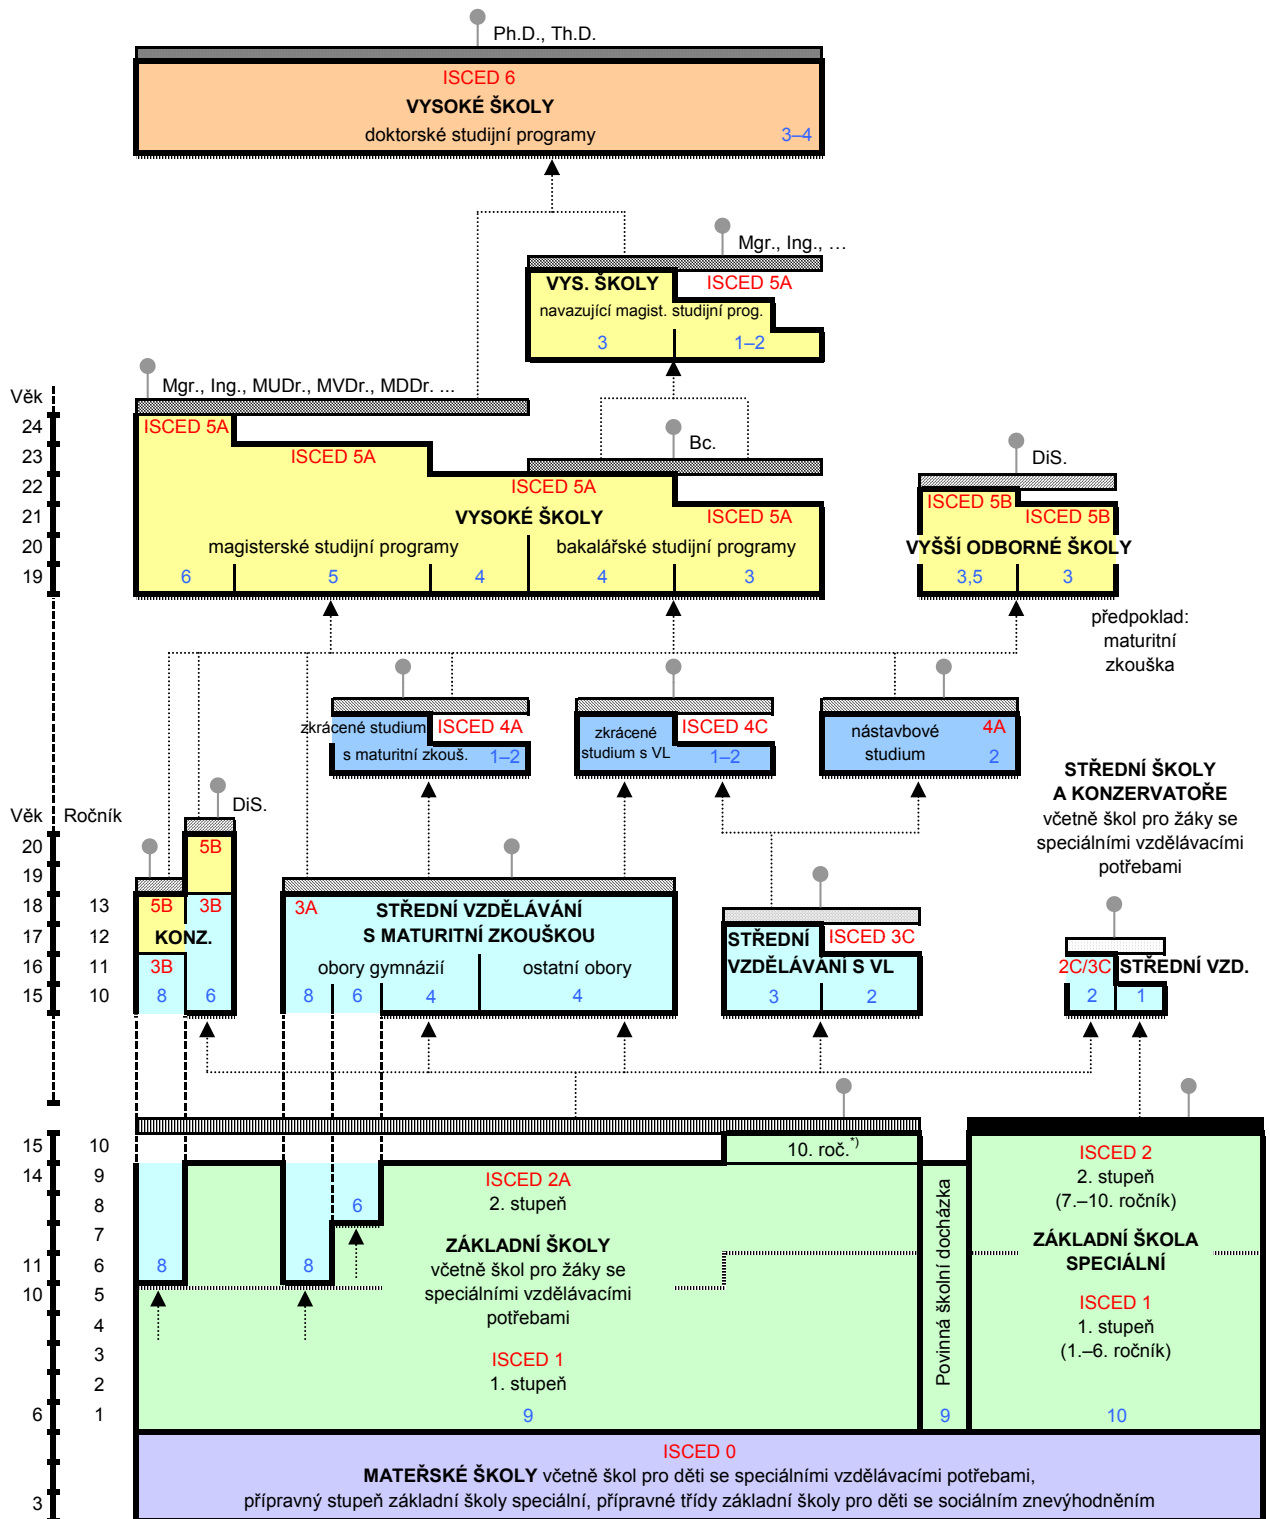 Ph.D., Th.D.
ISCED 6
VYSOKÉ ŠKOLY
doktorské studijní programy
3–4
Mgr., Ing., …
VYS. ŠKOLY
ISCED 5A
navazující magist. studijní prog.
3
1–2
Mgr., Ing., MUDr., MVDr., MDDr. ...
Věk
24
ISCED 5A
23
ISCED 5A
Bc.
DiS.
22
ISCED 5A
ISCED 5B
21
VYSOKÉ ŠKOLY
ISCED 5A
ISCED 5B
20
magisterské studijní programy
bakalářské studijní programy
VYŠŠÍ ODBORNÉ ŠKOLY
19
6
5
4
4
3
3,5
3
předpoklad:
maturitní
zkouška
zkrácené studium
s maturitní zkouš.
ISCED 4A
1–2
zkrácené
studium s VL
ISCED 4C
1–2
nástavbové
studium
4A
2
STŘEDNÍ ŠKOLY
A KONZERVATOŘE
včetně škol pro žáky se
speciálními vzdělávacími
potřebami
Věk
Ročník
DiS.
20
5B
19
18
13
5B
3B
3A
STŘEDNÍ VZDĚLÁVÁNÍ
17
12
KONZ.
S MATURITNÍ ZKOUŠKOU
STŘEDNÍ
ISCED 3C
16
11
3B
obory gymnázií
ostatní obory
VZDĚLÁVÁNÍ S VL
2C/3C
STŘEDNÍ VZD.
15
10
8
6
8
6
4
4
3
2
2
1
15
10
10. roč.*)
14
9
ISCED 2A
8
6
2. stupeň
7
ZÁKLADNÍ ŠKOLY
11
6
8
8
včetně škol pro žáky se
10
5
speciálními vzdělávacími
4
potřebami
3
ISCED 1
2
1. stupeň
6
1
9
Povinná školní docházka
9
ISCED 2
2. stupeň
(7.–10. ročník)
ZÁKLADNÍ ŠKOLA
SPECIÁLNÍ
ISCED 1
1. stupeň
(1.–6. ročník)
10
ISCED 0
MATEŘSKÉ ŠKOLY včetně škol pro děti se speciálními vzdělávacími potřebami,
3
přípravný stupeň základní školy speciální, přípravné třídy základní školy pro děti se sociálním znevýhodněním